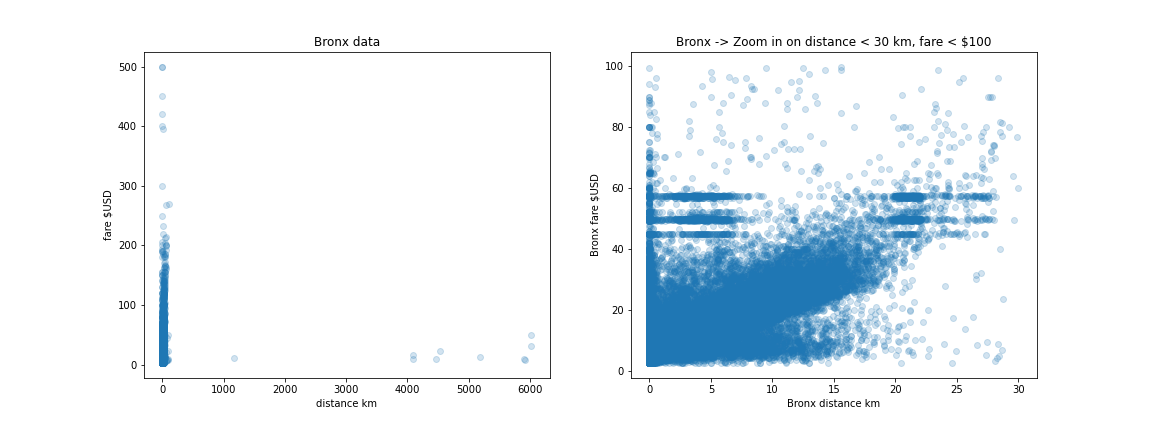 Bronx data
500
400
300
200
100
0
fare $USD
0 1000 2000 3000 4000 5000 6000
distance km
Bronx -> Zoom in on distance < 30 km, fare < $100
100
80
60
40
20
0
Bronx fare $USD
0 5 10 15 20 25 30
Bronx distance km